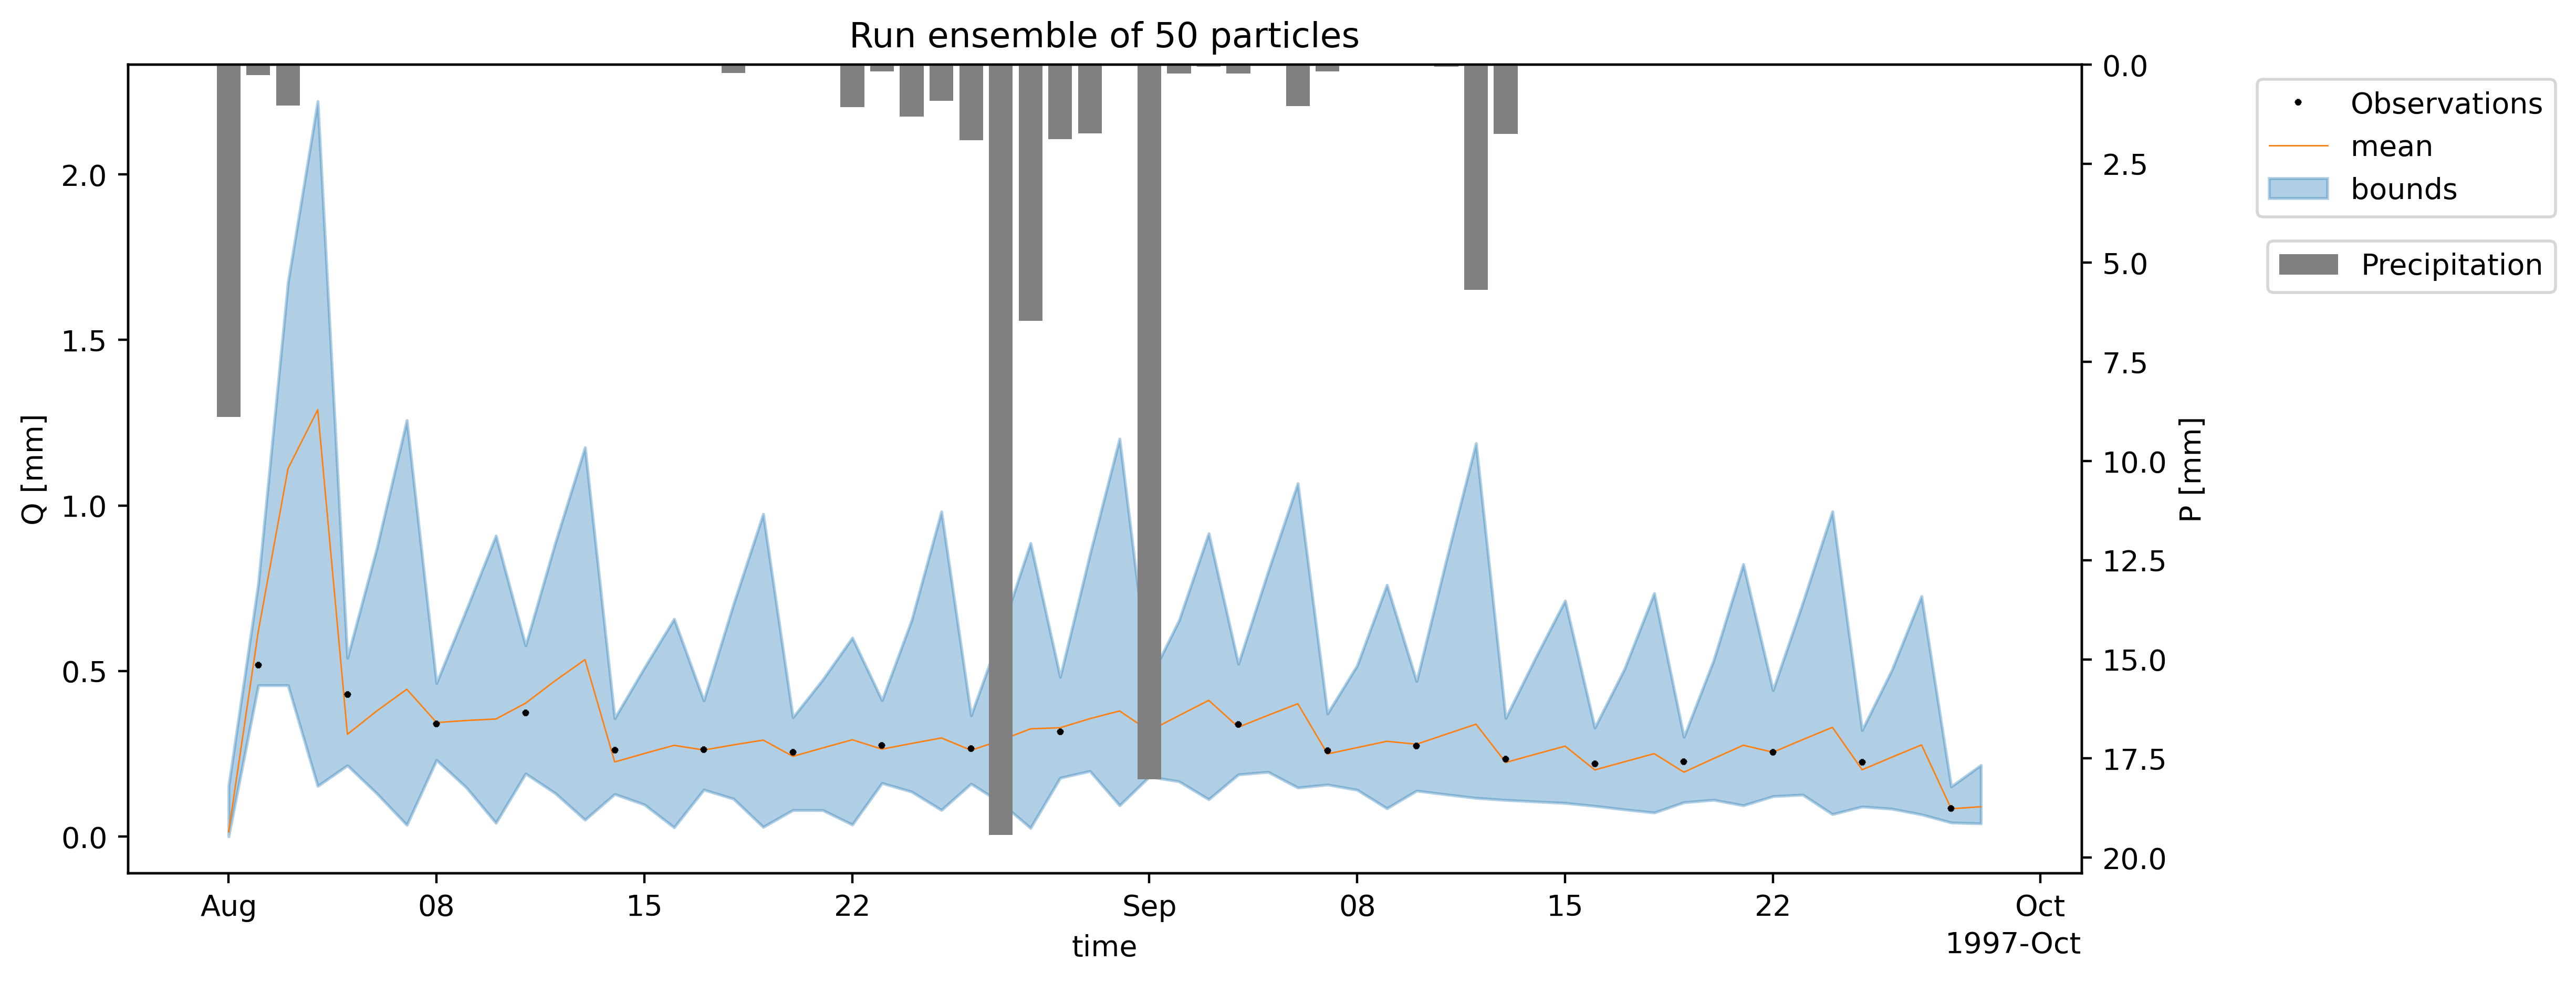 Run ensemble of 50 particles
Q [mm]
2.0
1.5
1.0
0.5
0.0
0.0
2.5
5.0
7.5
10.0
12.5
15.0
17.5
20.0
P [mm]
Aug 08 15 22 Sep 08 15 22 Oct
time
1997-Oct
Observations
mean
bounds
Precipitation